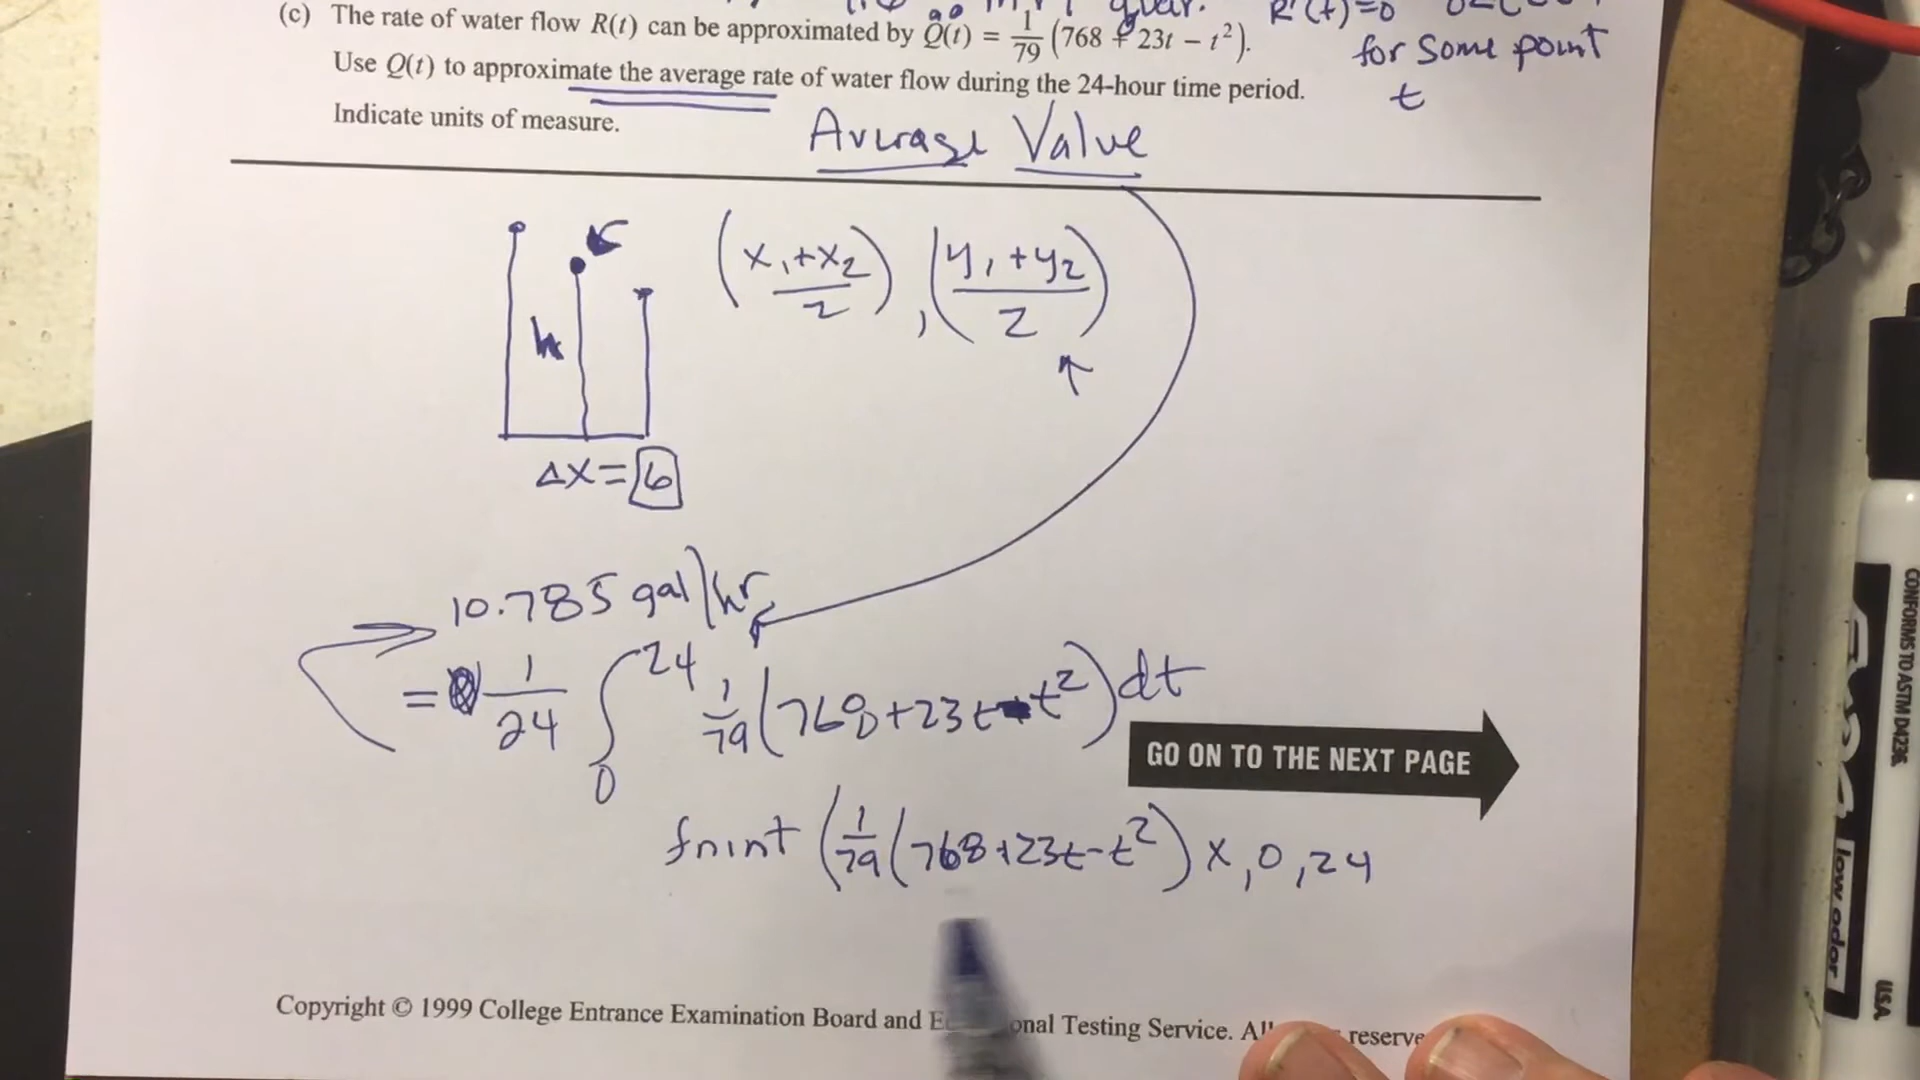 R'(t)=0
(c) The rate of water flow R(t) can be approximated by Q(t) = 1/79 (768 + 23t − t²).
for some point
t
Use Q(t) to approximate the average rate of water flow during the 24-hour time period.
Indicate units of measure.
Average Value
(x₁+x₂/2), (y₁+y₂/2)
h
Δx=6
10.785 gal/hr
= 1/24 ∫₀²⁴ 1/79 (768+23t-t²) dt
GO ON TO THE NEXT PAGE
fnint (1/79 (768+23t-t²) x, 0, 24
Copyright © 1999 College Entrance Examination Board and onal Testing Service. All reserve
CONFORMS TO ASTM D4236
low odor
USA